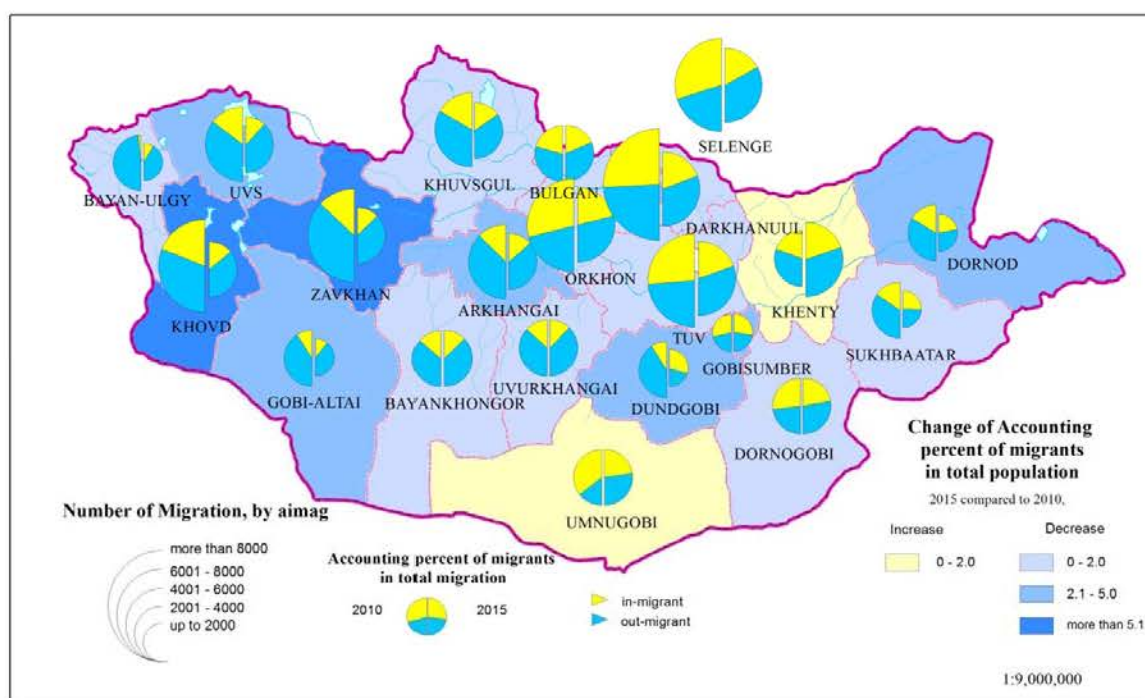 SELENGE
KHUVSGUL
BULGAN
BAYAN-ULGY
UVS
DARKHANUUL
DORNOD
ORKHON
ZAVKHAN
ARKHANGAI
KHENTY
KHOVD
TUV
SUKHBAATAR
GOBISUMBER
UVURKHANGAI
GOBI-ALTAI
BAYANKHONGOR
DUNDGOBI
DORNOGOBI
UMNUGOBI
Number of Migration, by aimag
more than 8000
6001 - 8000
4001 - 6000
2001 - 4000
up to 2000
Accounting percent of migrants
in total migration
2010 2015
in-migrant
out-migrant
Change of Accounting
percent of migrants
in total population
2015 compared to 2010,
Increase Decrease
0 - 2.0 0 - 2.0
2.1 - 5.0
more than 5.1
1:9,000,000